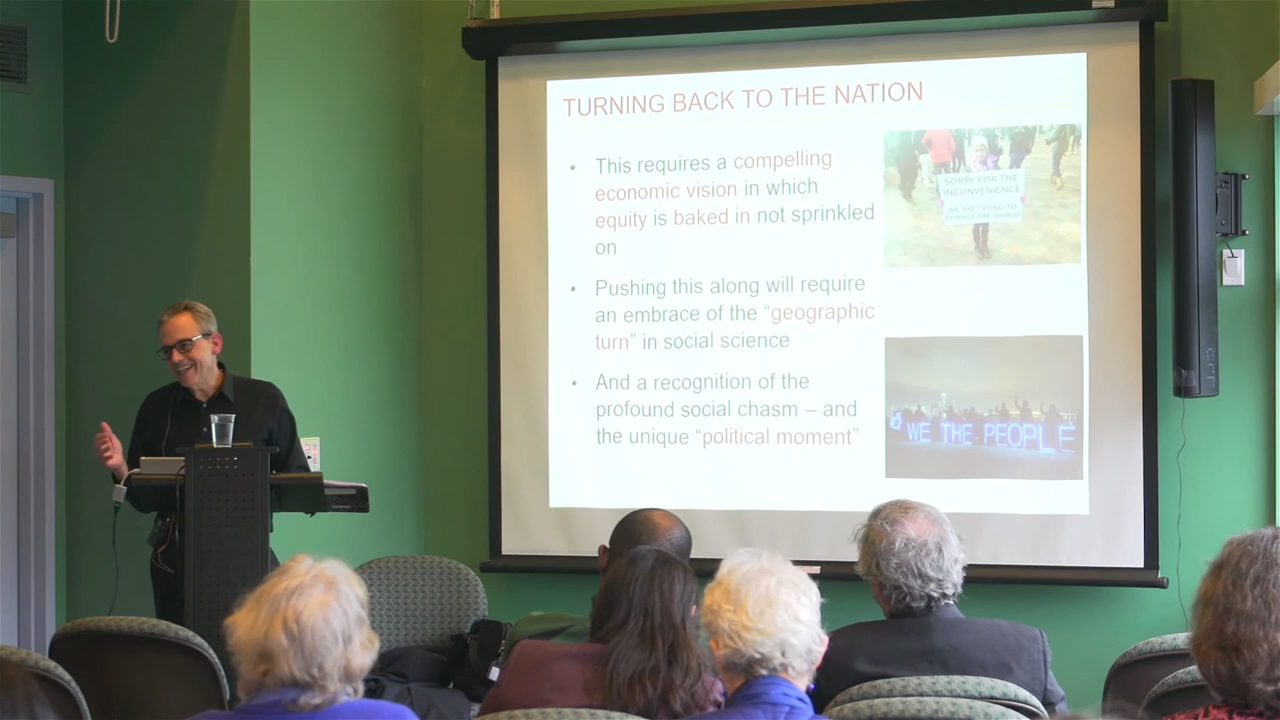 TURNING BACK TO THE NATION
• This requires a compelling
economic vision in which
equity is baked in not sprinkled
on
• Pushing this along will require
an embrace of the “geographic
turn” in social science
• And a recognition of the
profound social chasm – and
the unique “political moment”
SORRY FOR THE
INCONVENIENCE
WE ARE TRYING TO
CHANGE THE WORLD
WE THE PEOPLE